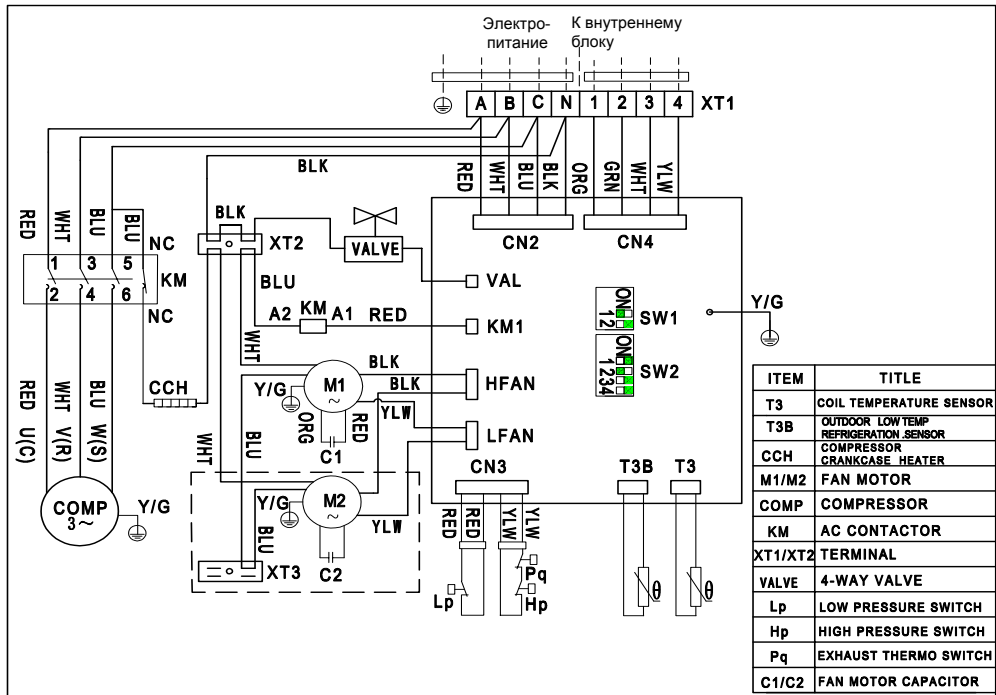 Электро-
питание
К внутреннему
блоку
A B C N 1 2 3 4 XT1
BLK
RED WHT BLU BLK ORG GRN WHT YLW
RED WHT BLU BLU NC
BLK
XT2
VALVE
CN2 CN4
1 3 5
KM
2 4 6
NC
BLU
VAL
ON
12
SW1
Y/G
A2 KM A1 RED
KM1
ON
1234
SW2
WHT
BLK
BLK
HFAN
Y/G
M1
~
YLW
LFAN
ORG RED
C1
CCH
RED U(C)
WHT V(R)
BLU W(S)
WHT BLU
CN3 T3B T3
COMP
3~
Y/G
Y/G
M2
~
YLW
BLU
C2
XT3
RED RED YLW YLW
Pq
Lp Hp
θ θ
ITEM TITLE
T3 COIL TEMPERATURE SENSOR
T3B OUTDOOR LOW TEMP
REFRIGERATION .SENSOR
CCH COMPRESSOR
CRANKCASE HEATER
M1/M2 FAN MOTOR
COMP COMPRESSOR
KM AC CONTACTOR
XT1/XT2 TERMINAL
VALVE 4-WAY VALVE
Lp LOW PRESSURE SWITCH
Hp HIGH PRESSURE SWITCH
Pq EXHAUST THERMO SWITCH
C1/C2 FAN MOTOR CAPACITOR